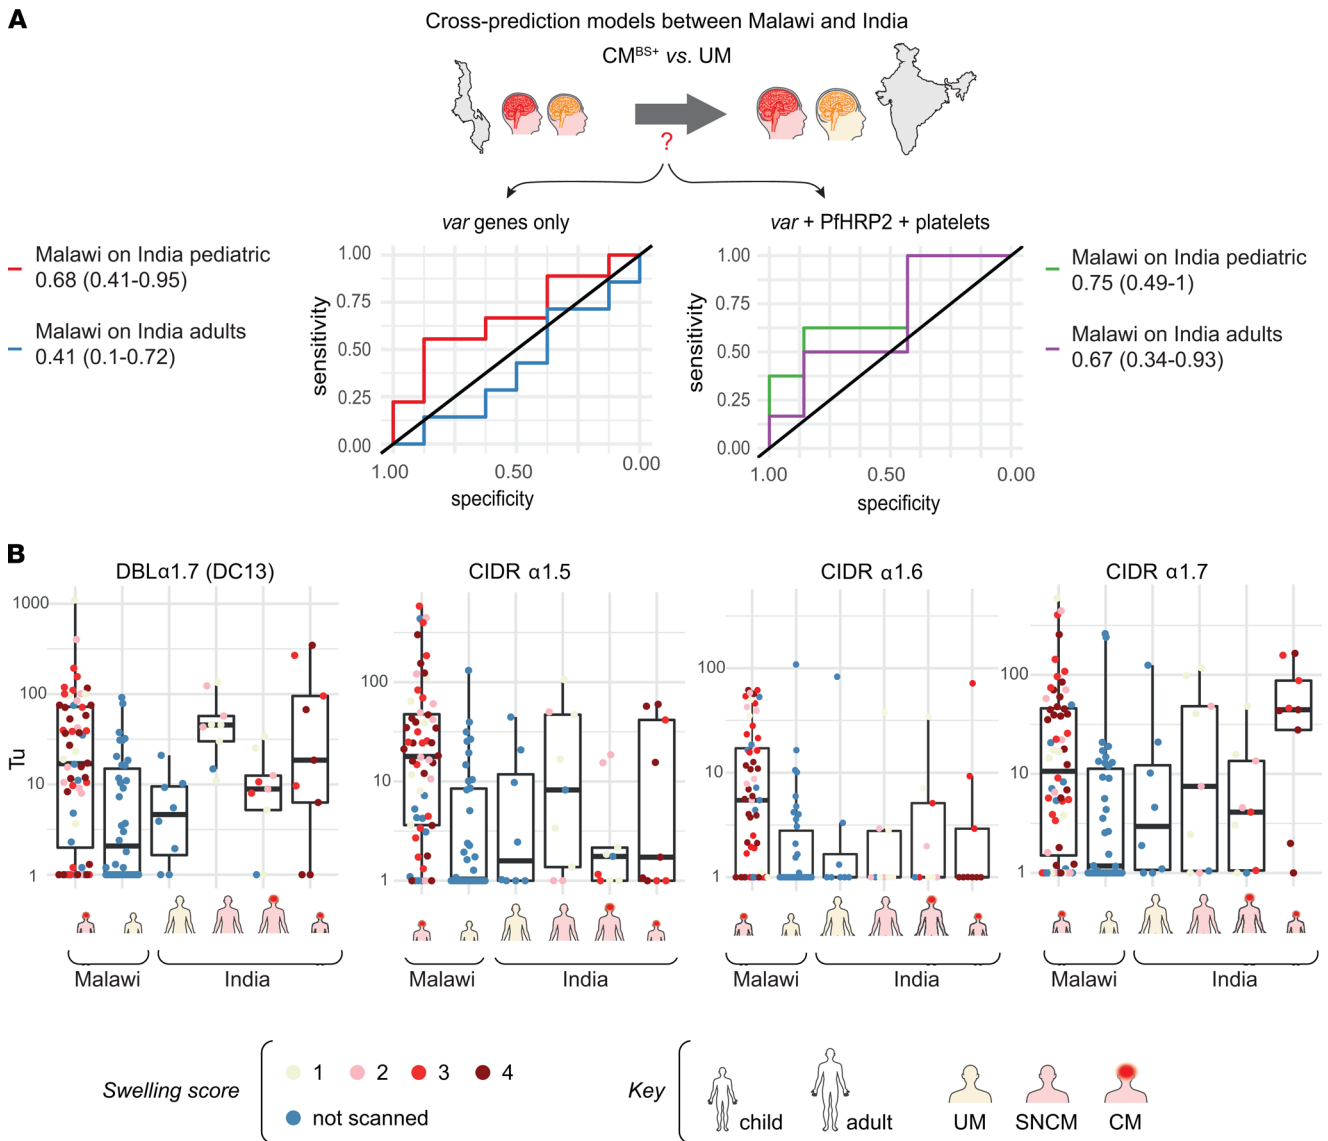 A
Cross-prediction models between Malawi and India
CMBS+ vs. UM
?
var genes only
var + PfHRP2 + platelets
Malawi on India pediatric
0.68 (0.41-0.95)
Malawi on India adults
0.41 (0.1-0.72)
sensitivity
1.00
0.75
0.50
0.25
0.00
1.00
0.50
0.00
specificity
sensitivity
1.00
0.75
0.50
0.25
0.00
1.00
0.50
0.00
specificity
Malawi on India pediatric
0.75 (0.49-1)
Malawi on India adults
0.67 (0.34-0.93)
B
DBLα1.7 (DC13)
Tu
1000
100
10
1
Malawi
India
CIDR α1.5
100
10
1
Malawi
India
CIDR α1.6
100
10
1
Malawi
India
CIDR α1.7
100
10
1
Malawi
India
Swelling score
1
2
3
4
not scanned
Key
child
adult
UM
SNCM
CM